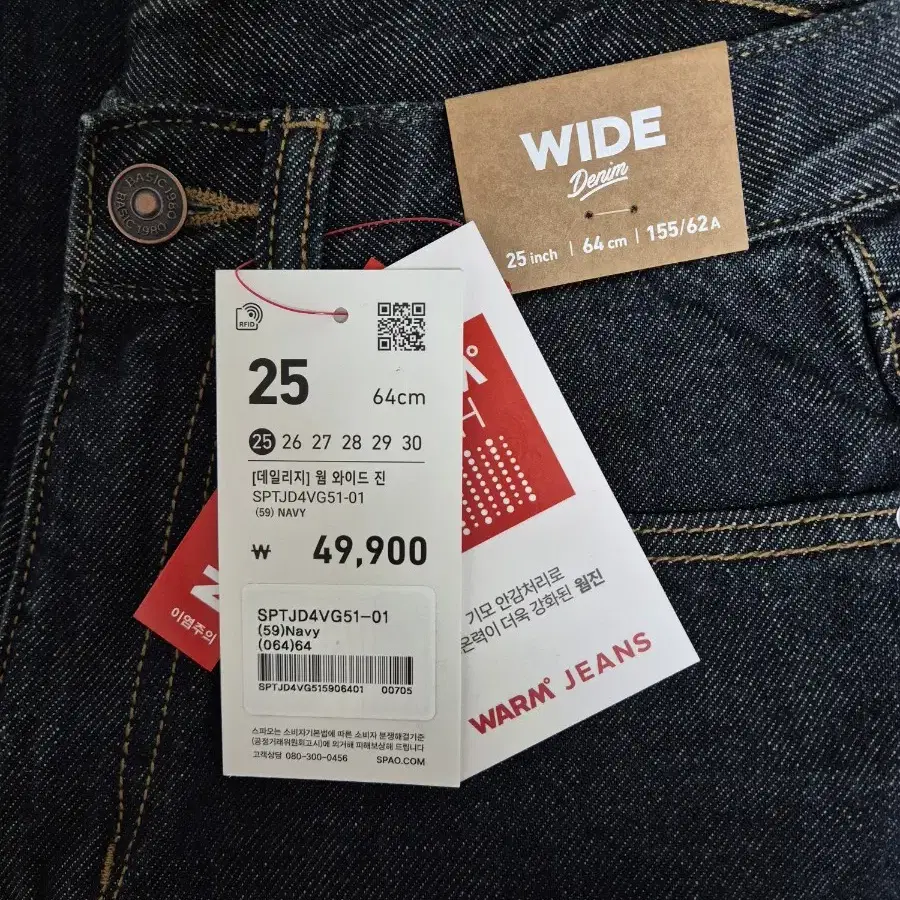 BASIC 1980
BASIC 1980
WIDE
Denim
25 inch | 64 cm | 155/62A
RFID
25
64cm
25 26 27 28 29 30
[데일리지] 웜 와이드 진
SPTJD4VG51-01
(59) NAVY
₩ 49,900
SPTJD4VG51-01
(59)Navy
(064)64
SPTJD4VG515906401 00705
스파오는 소비자기본법에 따른 소비자 분쟁해결기준
(공정거래위원회고시)에 의거해 피해보상해 드립니다
고객상담 080-300-0456 SPAO.COM
이염주의
기모 안감처리로
온력이 더욱 강화된 웜진
WARM° JEANS